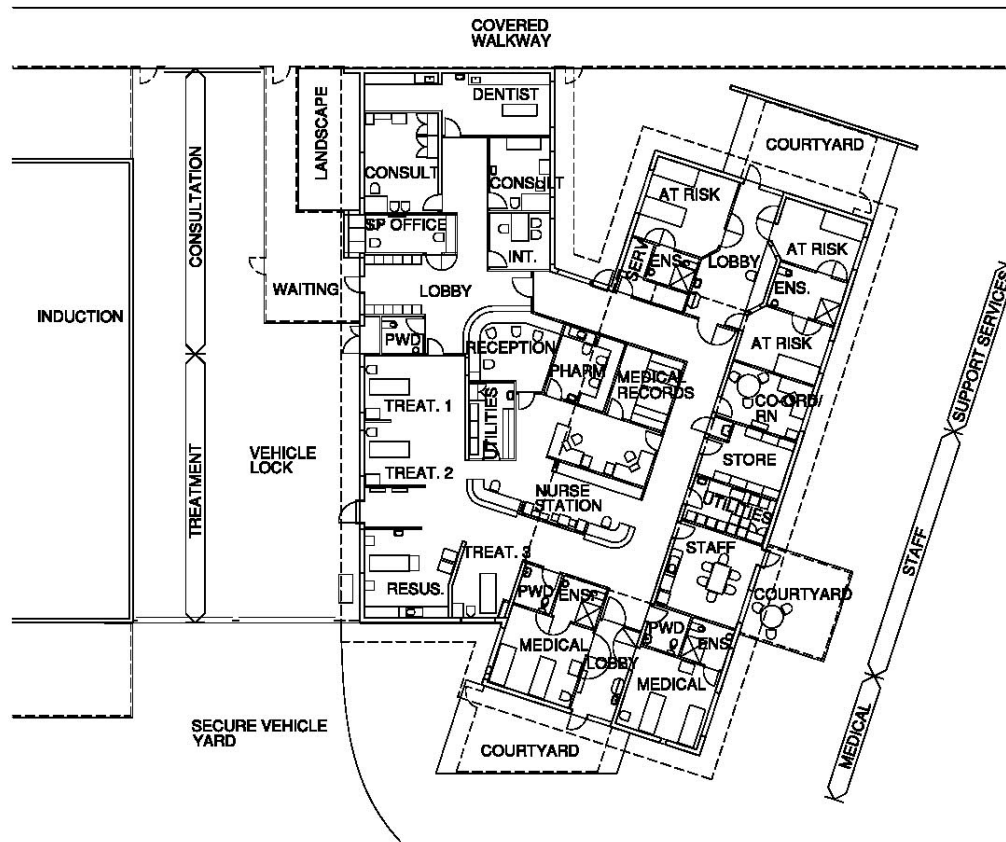 COVERED
WALKWAY
DENTIST
LANDSCAPE
COURTYARD
CONSULTATION
CONSULT
CONSULT
AT RISK
SP OFFICE
AT RISK
SERV
ENS.
LOBBY
INT.
WAITING
LOBBY
ENS.
INDUCTION
PWD
RECEPTION
AT RISK
SUPPORT SERVICES
PHARM
MEDICAL
RECORDS
CO-ORD/
RN
TREAT. 1
UTILITIES
VEHICLE
LOCK
TREATMENT
TREAT. 2
STORE
NURSE
STATION
UTILITIES
STAFF
TREAT. 3
STAFF
RESUS.
PWD
ENS.
COURTYARD
PWD
ENS.
MEDICAL
LOBBY
MEDICAL
MEDICAL
SECURE VEHICLE
YARD
COURTYARD